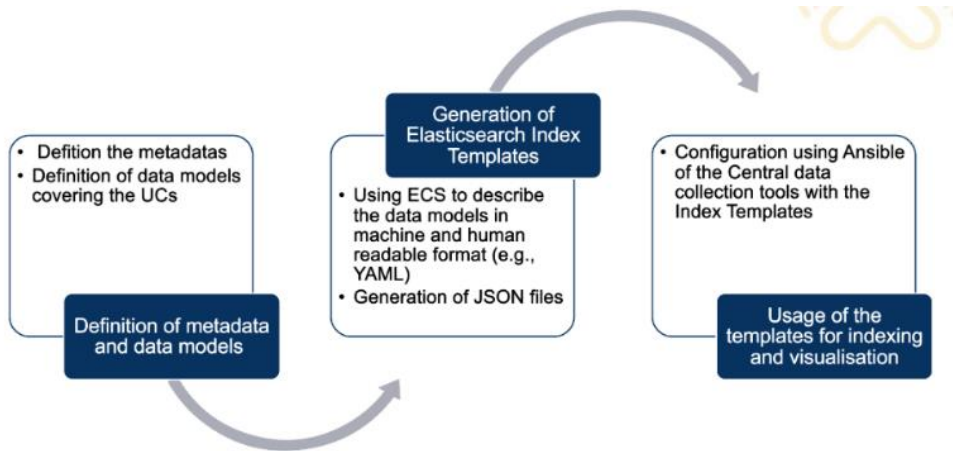 • Defition the metadatas
• Definition of data models
covering the UCs
Definition of metadata
and data models
Generation of
Elasticsearch Index
Templates
• Using ECS to describe
the data models in
machine and human
readable format (e.g.,
YAML)
• Generation of JSON files
• Configuration using Ansible
of the Central data
collection tools with the
Index Templates
Usage of the
templates for indexing
and visualisation